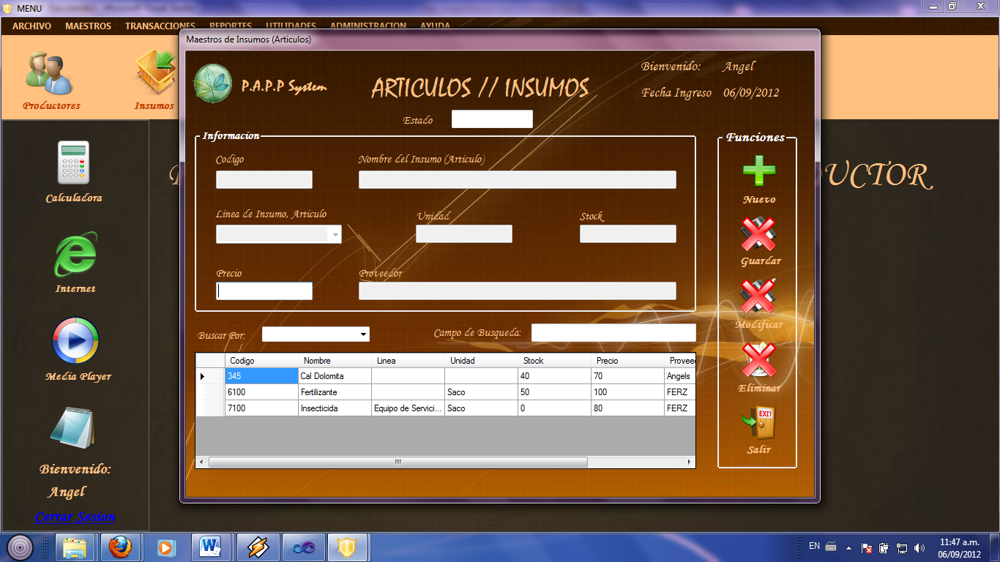 MENU
ARCHIVO MAESTROS TRANSACCIONES REPORTES UTILIDADES ADMINISTRACION AYUDA
Maestros de Insumos (Articulos)
Productores
Insumos
P.A.P.P System
ARTICULOS // INSUMOS
Bienvenido: Angel
Fecha Ingreso 06/09/2012
Estado
Informacion
Codigo
Nombre del Insumo (Articulo)
Linea de Insumo, Articulo
Unidad
Stock
Precio
Proveedor
Buscar Por:
Campo de Busqueda:
Codigo Nombre Linea Unidad Stock Precio Provee
345 Cal Dolomita 40 70 Angels
6100 Fertilizante Saco 50 100 FERZ
7100 Insecticida Equipo de Servici... Saco 0 80 FERZ
Funciones
Nuevo
Guardar
Modificar
Eliminar
EXIT
Salir
UCTOR
Calculadora
Internet
Media Player
Bienvenido:
Angel
Cerrar Sesion
EN
11:47 a.m.
06/09/2012